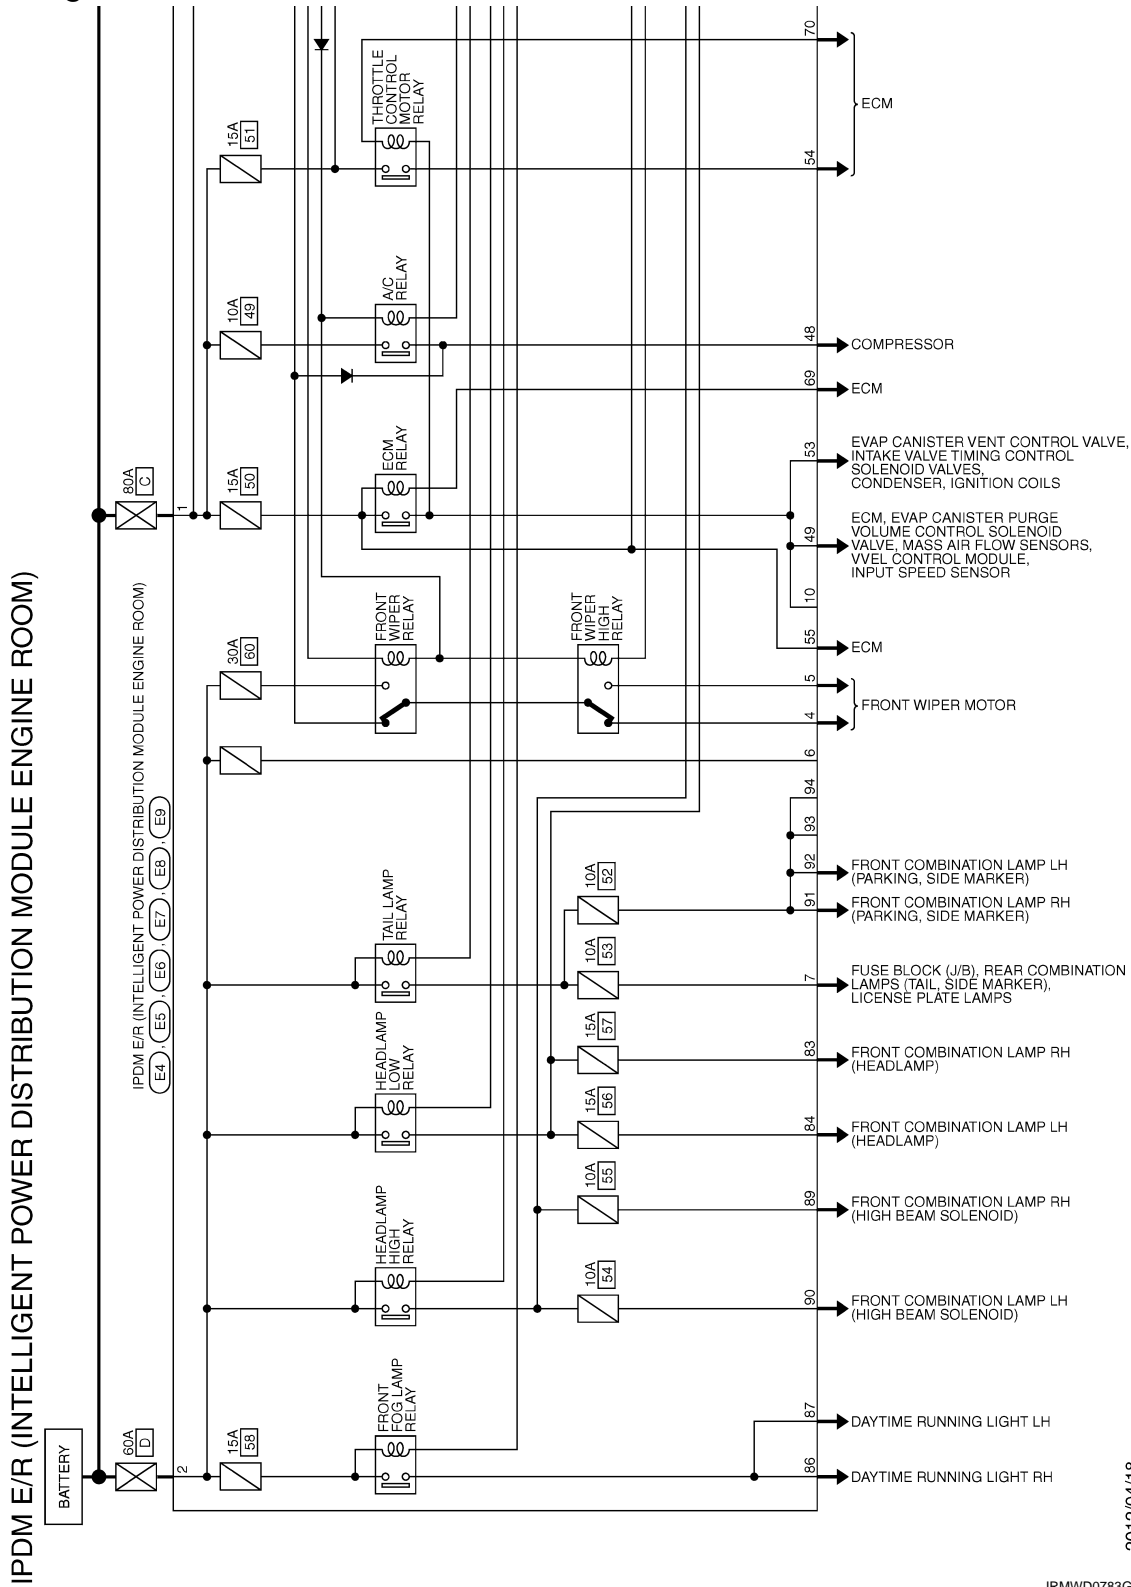 IPDM E/R (INTELLIGENT POWER DISTRIBUTION MODULE ENGINE ROOM)
BATTERY
80A
C
60A
D
1
2
IPDM E/R (INTELLIGENT POWER DISTRIBUTION MODULE ENGINE ROOM)
E4 , E5 , E6 , E7 , E8 , E9
15A
51
10A
49
15A
50
30A
60
15A
58
THROTTLE
CONTROL
MOTOR
RELAY
A/C
RELAY
ECM
RELAY
FRONT
WIPER
RELAY
FRONT
WIPER
HIGH
RELAY
TAIL LAMP
RELAY
HEADLAMP
LOW
RELAY
HEADLAMP
HIGH
RELAY
FRONT
FOG LAMP
RELAY
10A
52
10A
53
15A
57
15A
56
10A
55
10A
54
70
54
ECM
48
COMPRESSOR
69
ECM
53
EVAP CANISTER VENT CONTROL VALVE,
INTAKE VALVE TIMING CONTROL
SOLENOID VALVES,
CONDENSER, IGNITION COILS
49
ECM, EVAP CANISTER PURGE
VOLUME CONTROL SOLENOID
VALVE, MASS AIR FLOW SENSORS,
VVEL CONTROL MODULE,
INPUT SPEED SENSOR
10
55
ECM
5
4
FRONT WIPER MOTOR
6
94
93
92
FRONT COMBINATION LAMP LH
(PARKING, SIDE MARKER)
91
FRONT COMBINATION LAMP RH
(PARKING, SIDE MARKER)
7
FUSE BLOCK (J/B), REAR COMBINATION
LAMPS (TAIL, SIDE MARKER),
LICENSE PLATE LAMPS
83
FRONT COMBINATION LAMP RH
(HEADLAMP)
84
FRONT COMBINATION LAMP LH
(HEADLAMP)
89
FRONT COMBINATION LAMP RH
(HIGH BEAM SOLENOID)
90
FRONT COMBINATION LAMP LH
(HIGH BEAM SOLENOID)
87
DAYTIME RUNNING LIGHT LH
86
DAYTIME RUNNING LIGHT RH